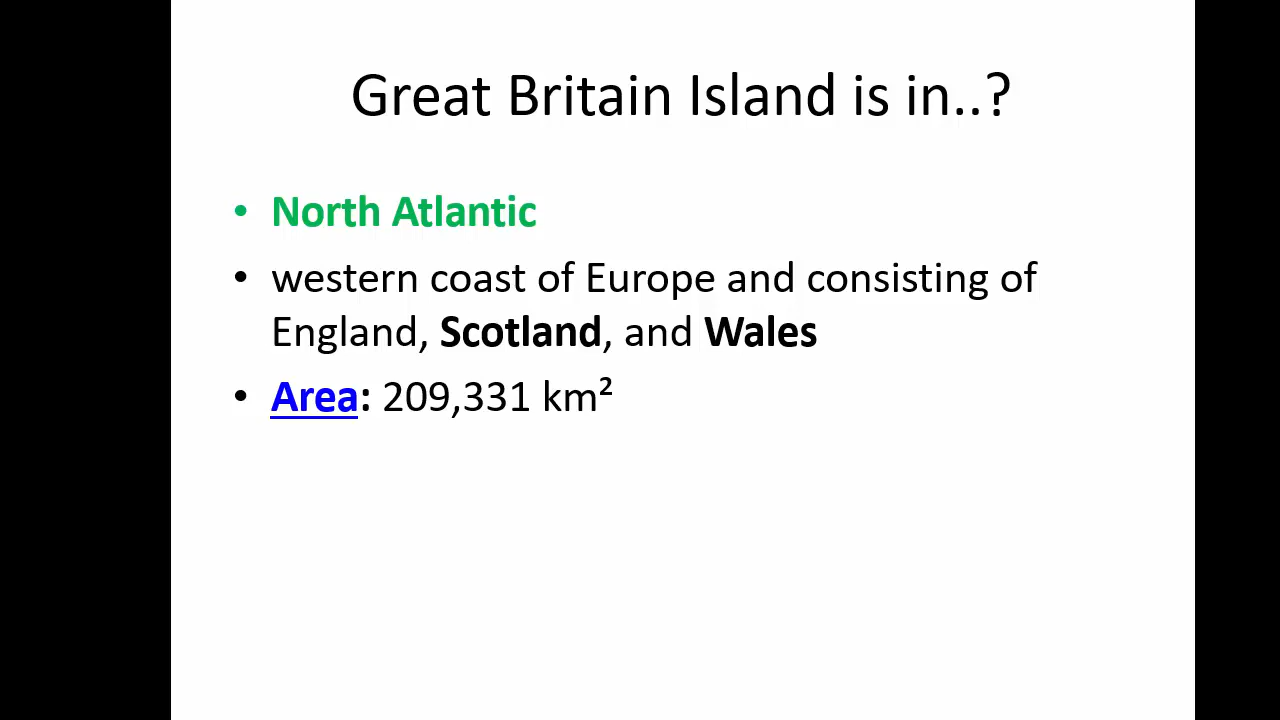 Great Britain Island is in..?
• North Atlantic
• western coast of Europe and consisting of
England, Scotland, and Wales
• Area: 209,331 km²